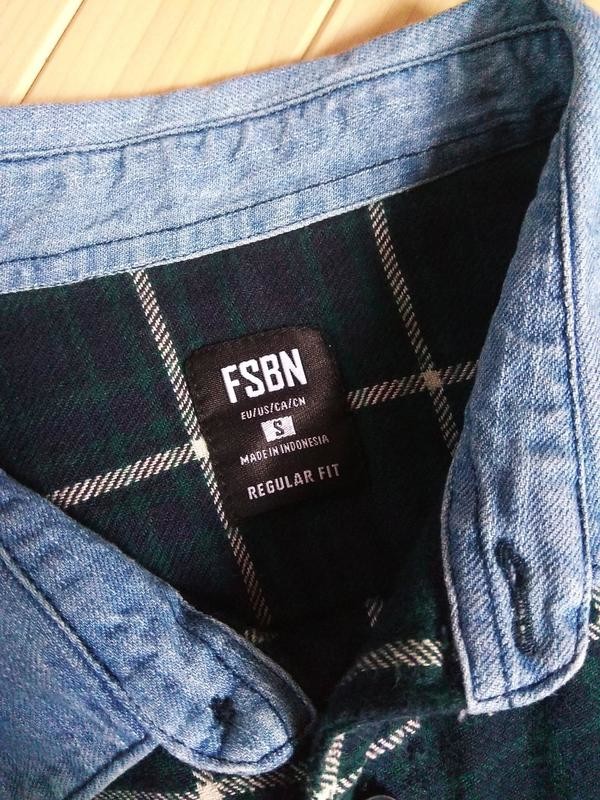 FSBN
EU/US/CA/CN
S
MADE IN INDONESIA
REGULAR FIT